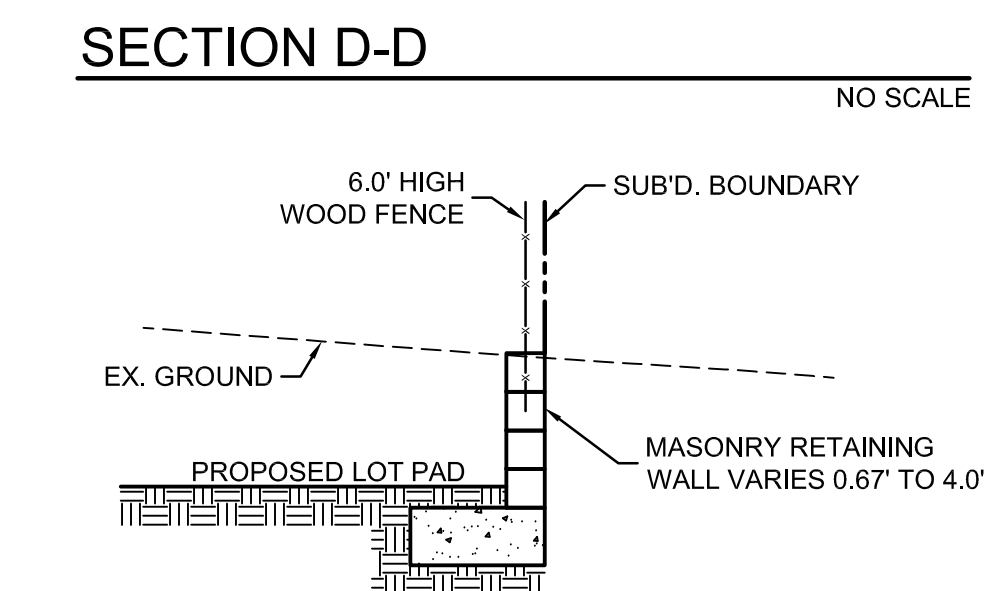 SECTION D-D
NO SCALE
6.0' HIGH
WOOD FENCE
SUB'D. BOUNDARY
EX. GROUND
MASONRY RETAINING
WALL VARIES 0.67' TO 4.0'
PROPOSED LOT PAD